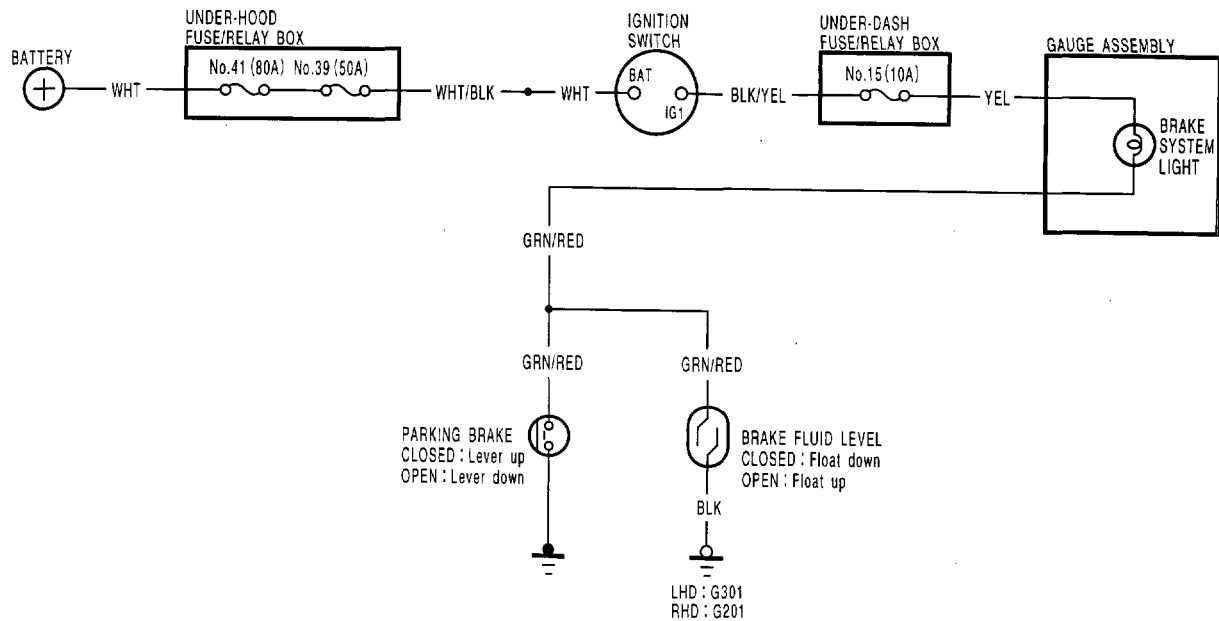 UNDER-HOOD
FUSE/RELAY BOX
IGNITION
SWITCH
UNDER-DASH
FUSE/RELAY BOX
GAUGE ASSEMBLY
BATTERY
No.41 (80A) No.39 (50A)
BAT
No.15 (10A)
WHT
WHT/BLK
WHT
IG1
BLK/YEL
YEL
BRAKE
SYSTEM
LIGHT
GRN/RED
GRN/RED
GRN/RED
PARKING BRAKE
CLOSED : Lever up
OPEN : Lever down
BRAKE FLUID LEVEL
CLOSED : Float down
OPEN : Float up
BLK
LHD : G301
RHD : G201